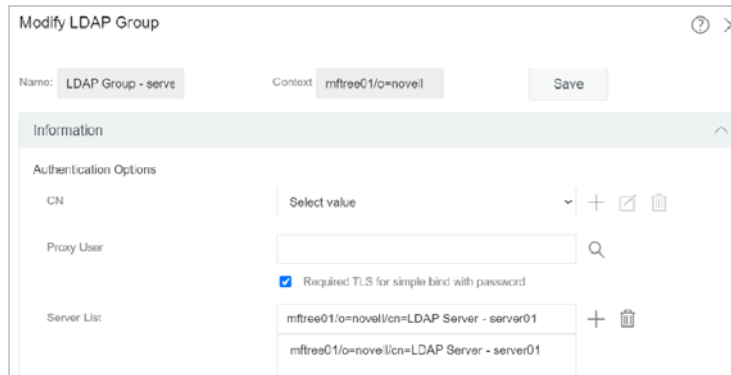 Modify LDAP Group
Name: LDAP Group - serve Context mftree01/o=novell Save
Information
Authentication Options
CN Select value
Proxy User
Required TLS for simple bind with password
Server List mftree01/o=novell/cn=LDAP Server - server01
mftree01/o=novell/cn=LDAP Server - server01